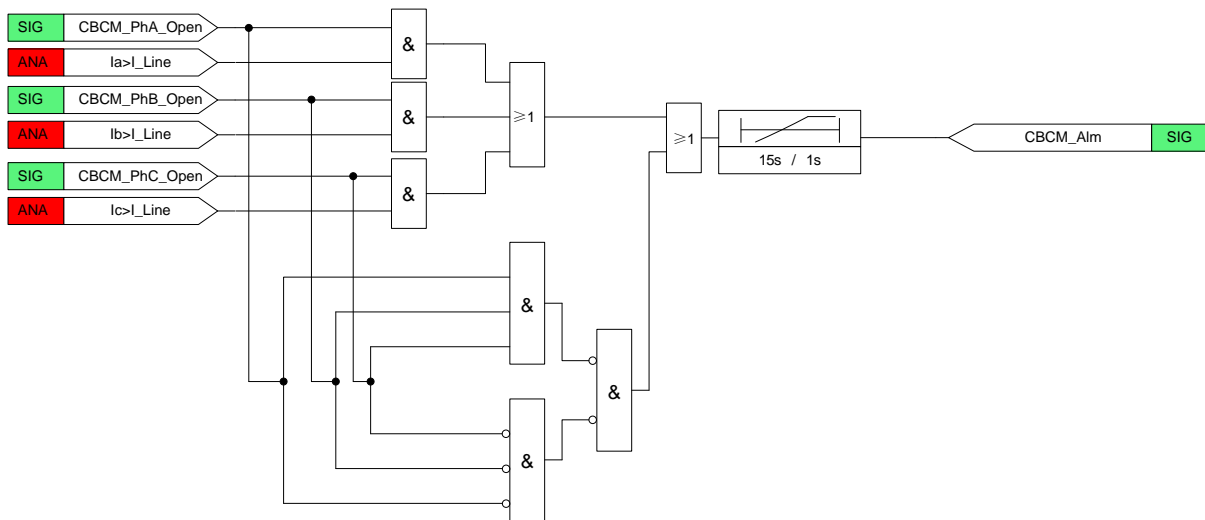 SIG CBCM_PhA_Open
ANA Ia>I_Line
SIG CBCM_PhB_Open
ANA Ib>I_Line
SIG CBCM_PhC_Open
ANA Ic>I_Line
&
&
&
≥1
≥1
15s / 1s
CBCM_Alm SIG
&
&
&